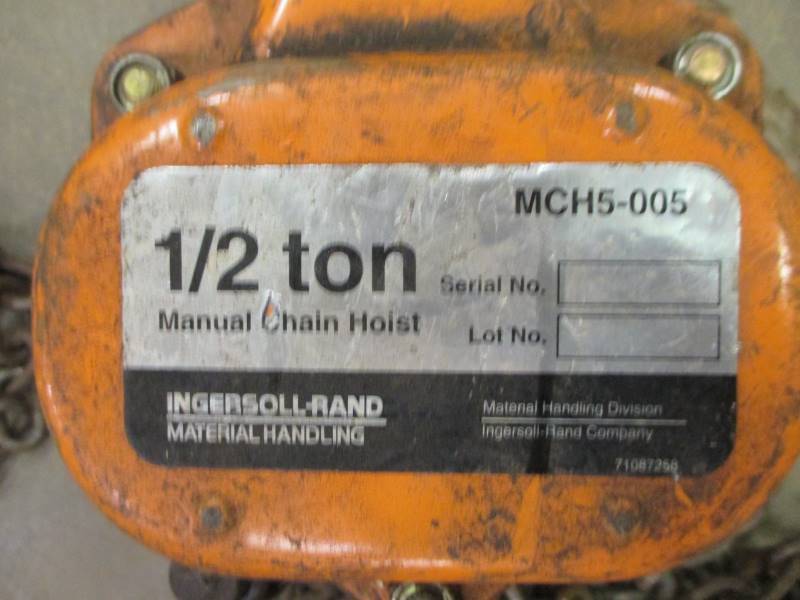 MCH5-005
1/2 ton
Serial No.
Manual Chain Hoist
Lot No.
INGERSOLL-RAND
MATERIAL HANDLING
Material Handling Division
Ingersoll-Rand Company
71087256